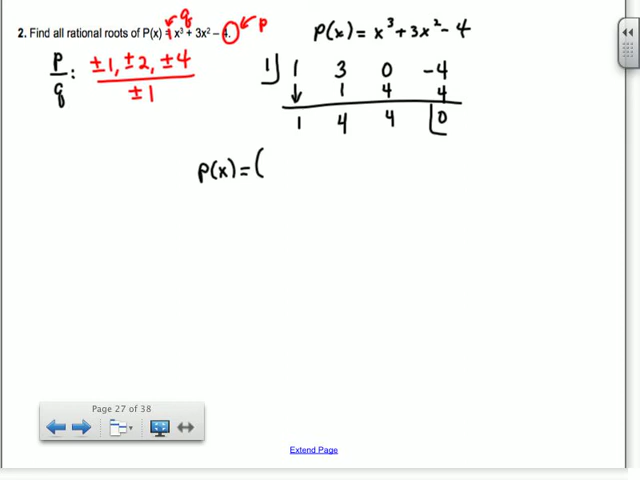 q
2. Find all rational roots of P(x) = x³ + 3x² − 4. p
P(x) = x³ + 3x² − 4
p/q: ±1, ±2, ±4 / ±1
1 1 3 0 −4
↓ 1 4 4
1 4 4 0
P(x) = (
Page 27 of 38
Extend Page